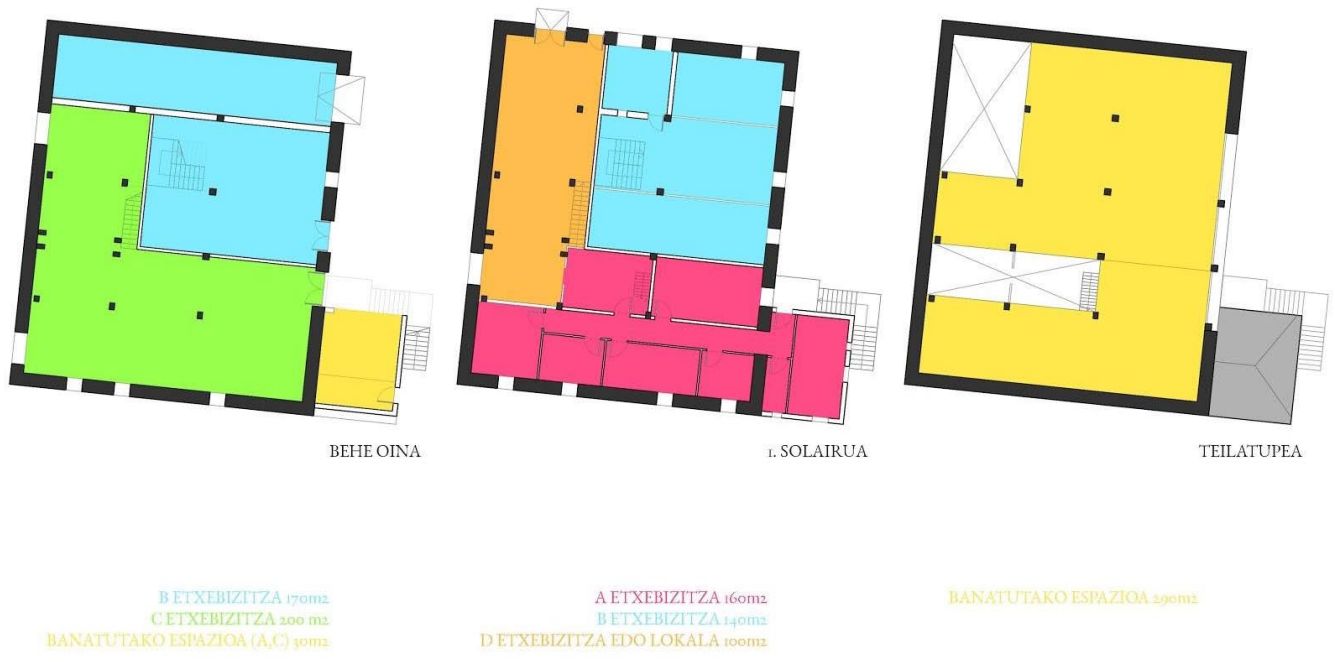 BEHE OINA
1. SOLAIRUA
TEILATUPEA
B ETXEBIZITZA 170m2
C ETXEBIZITZA 200 m2
BANATUTAKO ESPAZIOA (A,C) 30m2
A ETXEBIZITZA 160m2
B ETXEBIZITZA 140m2
D ETXEBIZITZA EDO LOKALA 100m2
BANATUTAKO ESPAZIOA 290m2